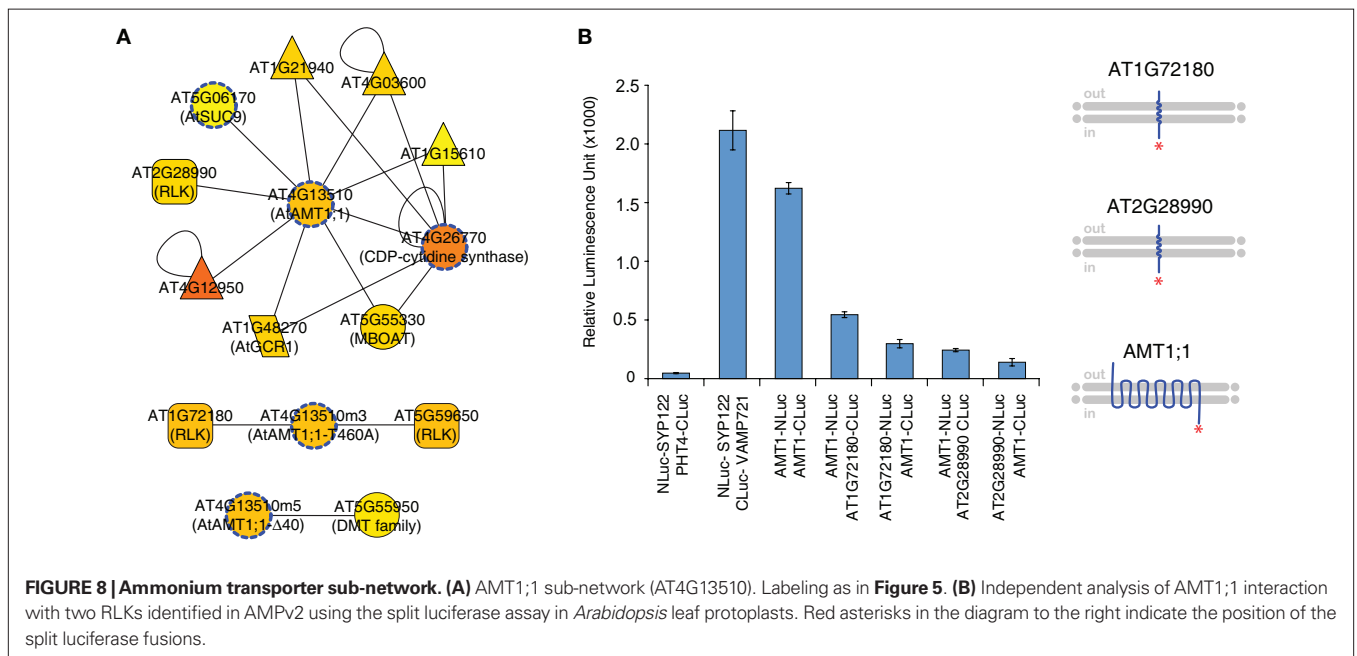 A
AT1G21940
AT4G03600
AT5G06170
(AtSUC9)
AT1G15610
AT2G28990
(RLK)
AT4G13510
(AtAMT1;1)
AT4G26770
(CDP-cytidine synthase)
AT4G12950
AT1G48270
(AtGCR1)
AT5G55330
(MBOAT)
AT1G72180
(RLK)
AT4G13510m3
(AtAMT1;1-T460A)
AT5G59650
(RLK)
AT4G13510m5
(AtAMT1;1-Δ40)
AT5G55950
(DMT family)
B
Relative Luminescence Unit (x1000)
2.5
2.0
1.5
1.0
0.5
0
NLuc-SYP122
PHT4-CLuc
NLuc- SYP122
CLuc- VAMP721
AMT1-NLuc
AMT1-CLuc
AMT1-NLuc
AT1G72180-CLuc
AT1G72180-NLuc
AMT1-CLuc
AMT1-NLuc
AT2G28990 CLuc
AT2G28990-NLuc
AMT1-CLuc
AT1G72180
out
in
*
AT2G28990
out
in
*
AMT1;1
out
in
*
FIGURE 8 | Ammonium transporter sub-network. (A) AMT1;1 sub-network (AT4G13510). Labeling as in Figure 5. (B) Independent analysis of AMT1;1 interaction
with two RLKs identified in AMPv2 using the split luciferase assay in Arabidopsis leaf protoplasts. Red asterisks in the diagram to the right indicate the position of the
split luciferase fusions.